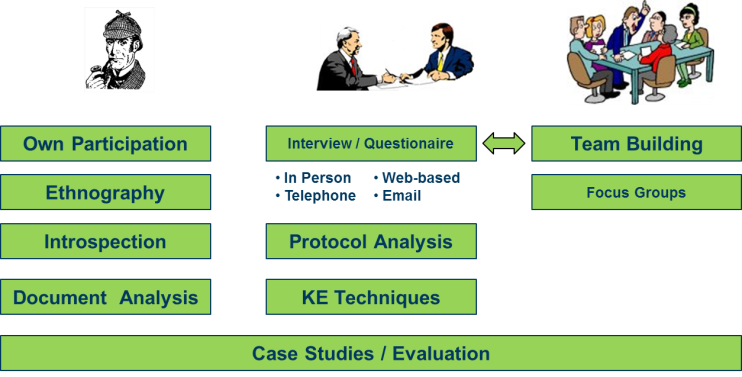 Own Participation
Ethnography
Introspection
Document Analysis
Interview / Questionaire
• In Person • Web-based
• Telephone • Email
Protocol Analysis
KE Techniques
Team Building
Focus Groups
Case Studies / Evaluation